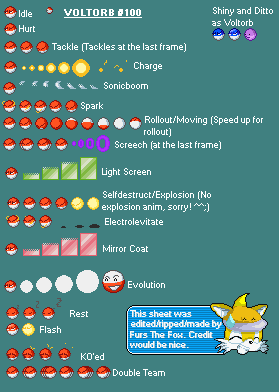 Idle
VOLTORB #100
Shiny and Ditto
as Voltorb
Hurt
Tackle (Tackles at the last frame)
Charge
Sonicboom
Spark
Rollout/Moving (Speed up for
rollout)
Screech (at the last frame)
Light Screen
Selfdestruct/Explosion (No
explosion anim, sorry! ^^;)
Electrolevitate
Mirror Coat
Evolution
Rest
Flash
KO'ed
Double Team
This sheet was
edited/ripped/made by
Furs The Fox. Credit
would be nice.